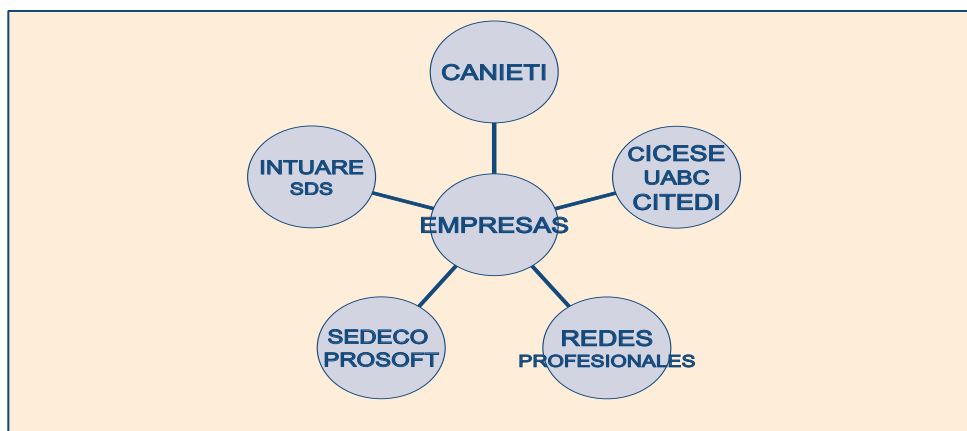 CANIETI
INTUARE
SDS
CICESE
UABC
CITEDI
EMPRESAS
SEDECO
PROSOFT
REDES
PROFESIONALES